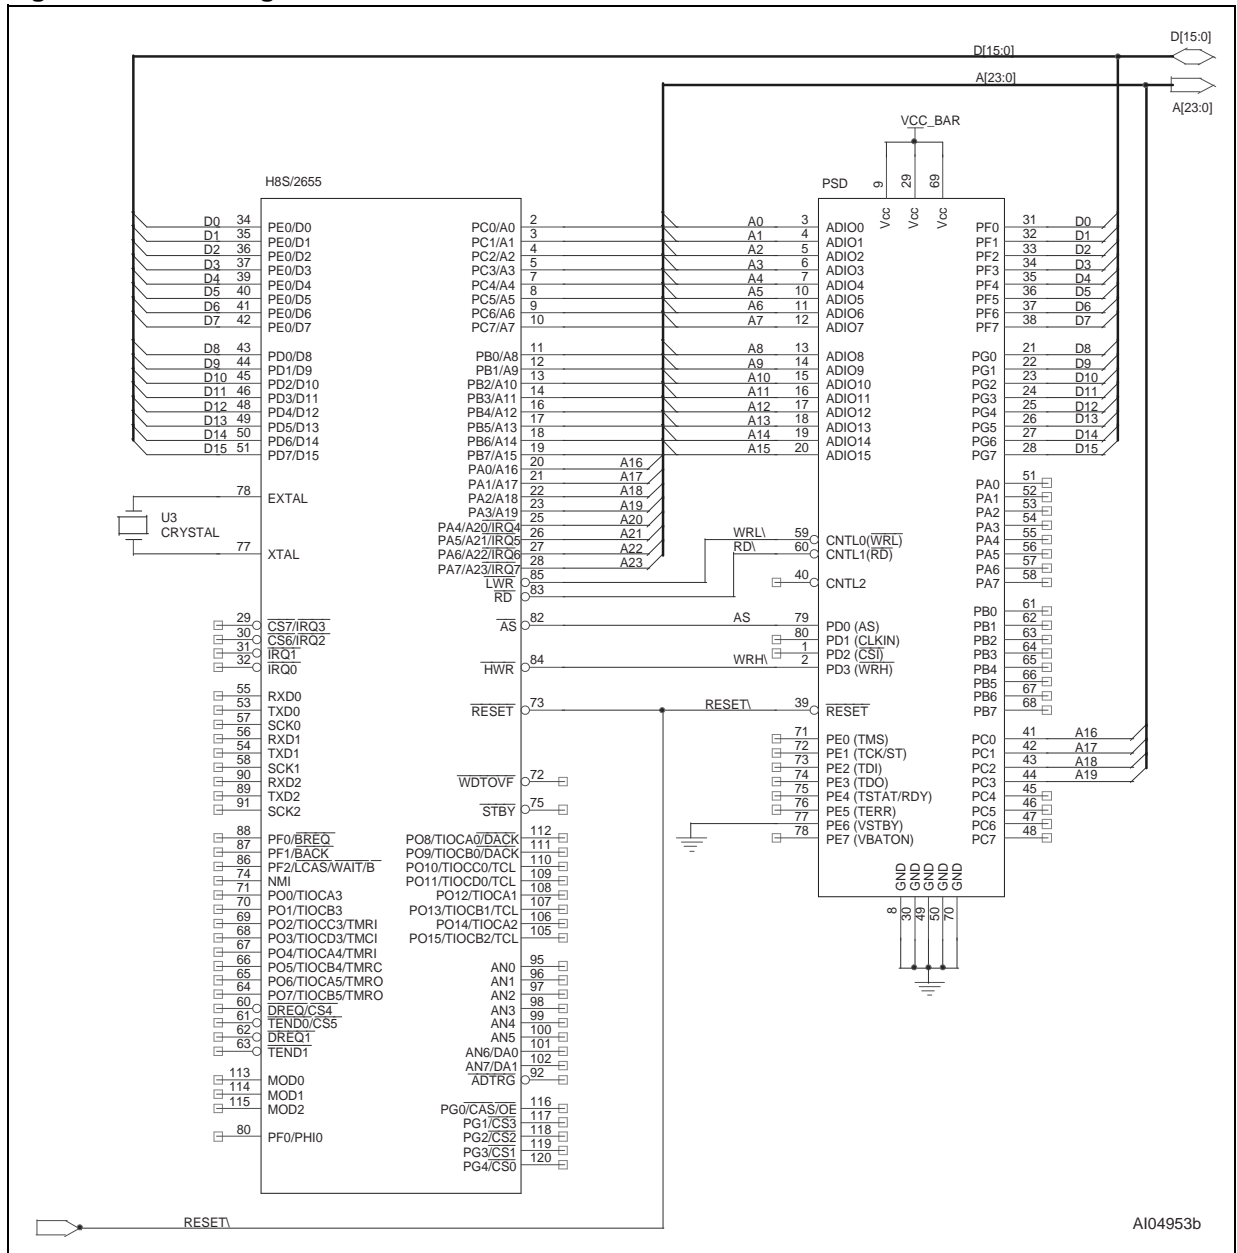 D[15:0]
D[15:0]
A[23:0]
A[23:0]
VCC_BAR
H8S/2655
PSD
9 29 69
Vcc Vcc Vcc
D0 34 PE0/D0 PC0/A0 2 A0 3 ADIO0 PF0 31 D0
D1 35 PE0/D1 PC1/A1 3 A1 4 ADIO1 PF1 32 D1
D2 36 PE0/D2 PC2/A2 4 A2 5 ADIO2 PF2 33 D2
D3 37 PE0/D3 PC3/A3 5 A3 6 ADIO3 PF3 34 D3
D4 39 PE0/D4 PC4/A4 7 A4 7 ADIO4 PF4 35 D4
D5 40 PE0/D5 PC5/A5 8 A5 10 ADIO5 PF5 36 D5
D6 41 PE0/D6 PC6/A6 9 A6 11 ADIO6 PF6 37 D6
D7 42 PE0/D7 PC7/A7 10 A7 12 ADIO7 PF7 38 D7
D8 43 PD0/D8 PB0/A8 11 A8 13 ADIO8 PG0 21 D8
D9 44 PD1/D9 PB1/A9 12 A9 14 ADIO9 PG1 22 D9
D10 45 PD2/D10 PB2/A10 13 A10 15 ADIO10 PG2 23 D10
D11 46 PD3/D11 PB3/A11 14 A11 16 ADIO11 PG3 24 D11
D12 48 PD4/D12 PB4/A12 16 A12 17 ADIO12 PG4 25 D12
D13 49 PD5/D13 PB5/A13 17 A13 18 ADIO13 PG5 26 D13
D14 50 PD6/D14 PB6/A14 18 A14 19 ADIO14 PG6 27 D14
D15 51 PD7/D15 PB7/A15 19 A15 20 ADIO15 PG7 28 D15
PA0/A16 20 A16
PA1/A17 21 A17
PA2/A18 22 A18
PA3/A19 23 A19
PA4/A20/IRQ4 25 A20
PA5/A21/IRQ5 26 A21
PA6/A22/IRQ6 27 A22
PA7/A23/IRQ7 28 A23
78 EXTAL
U3
CRYSTAL
77 XTAL
LWR 85 WRL\ 59 CNTL0(WRL)
RD 83 RD\ 60 CNTL1(RD)
40 CNTL2
PA0 51
PA1 52
PA2 53
PA3 54
PA4 55
PA5 56
PA6 57
PA7 58
29 CS7/IRQ3 AS 82 AS 79 PD0 (AS)
30 CS6/IRQ2 80 PD1 (CLKIN)
31 IRQ1 1 PD2 (CSI)
32 IRQ0 HWR 84 WRH\ 2 PD3 (WRH)
PB0 61
PB1 62
PB2 63
PB3 64
PB4 65
PB5 66
PB6 67
PB7 68
55 RXD0
53 TXD0 RESET 73 RESET\ 39 RESET
57 SCK0
56 RXD1
54 TXD1
58 SCK1
90 RXD2 WDTOVF 72
89 TXD2
91 SCK2 STBY 75
71 PE0 (TMS) PC0 41 A16
72 PE1 (TCK/ST) PC1 42 A17
73 PE2 (TDI) PC2 43 A18
74 PE3 (TDO) PC3 44 A19
75 PE4 (TSTAT/RDY) PC4 45
76 PE5 (TERR) PC5 46
77 PE6 (VSTBY) PC6 47
78 PE7 (VBATON) PC7 48
88 PF0/BREQ PO8/TIOCA0/DACK 112
87 PF1/BACK PO9/TIOCB0/DACK 111
86 PF2/LCAS/WAIT/B PO10/TIOCC0/TCL 110
74 NMI PO11/TIOCD0/TCL 109
71 PO0/TIOCA3 PO12/TIOCA1 108
70 PO1/TIOCB3 PO13/TIOCB1/TCL 107
69 PO2/TIOCC3/TMRI PO14/TIOCA2 106
68 PO3/TIOCD3/TMCI PO15/TIOCB2/TCL 105
67 PO4/TIOCA4/TMRI
66 PO5/TIOCB4/TMRC AN0 95
65 PO6/TIOCA5/TMRO AN1 96
64 PO7/TIOCB5/TMRO AN2 97
60 DREQ/CS4 AN3 98
61 TEND0/CS5 AN4 99
62 DREQ1 AN5 100
63 TEND1 AN6/DA0 101
AN7/DA1 102
113 MOD0 ADTRG 92
114 MOD1
115 MOD2 PG0/CAS/OE 116
PG1/CS3 117
80 PF0/PHI0 PG2/CS2 118
PG3/CS1 119
PG4/CS0 120
GND GND GND GND GND
8 30 49 50 70
RESET\
AI04953b